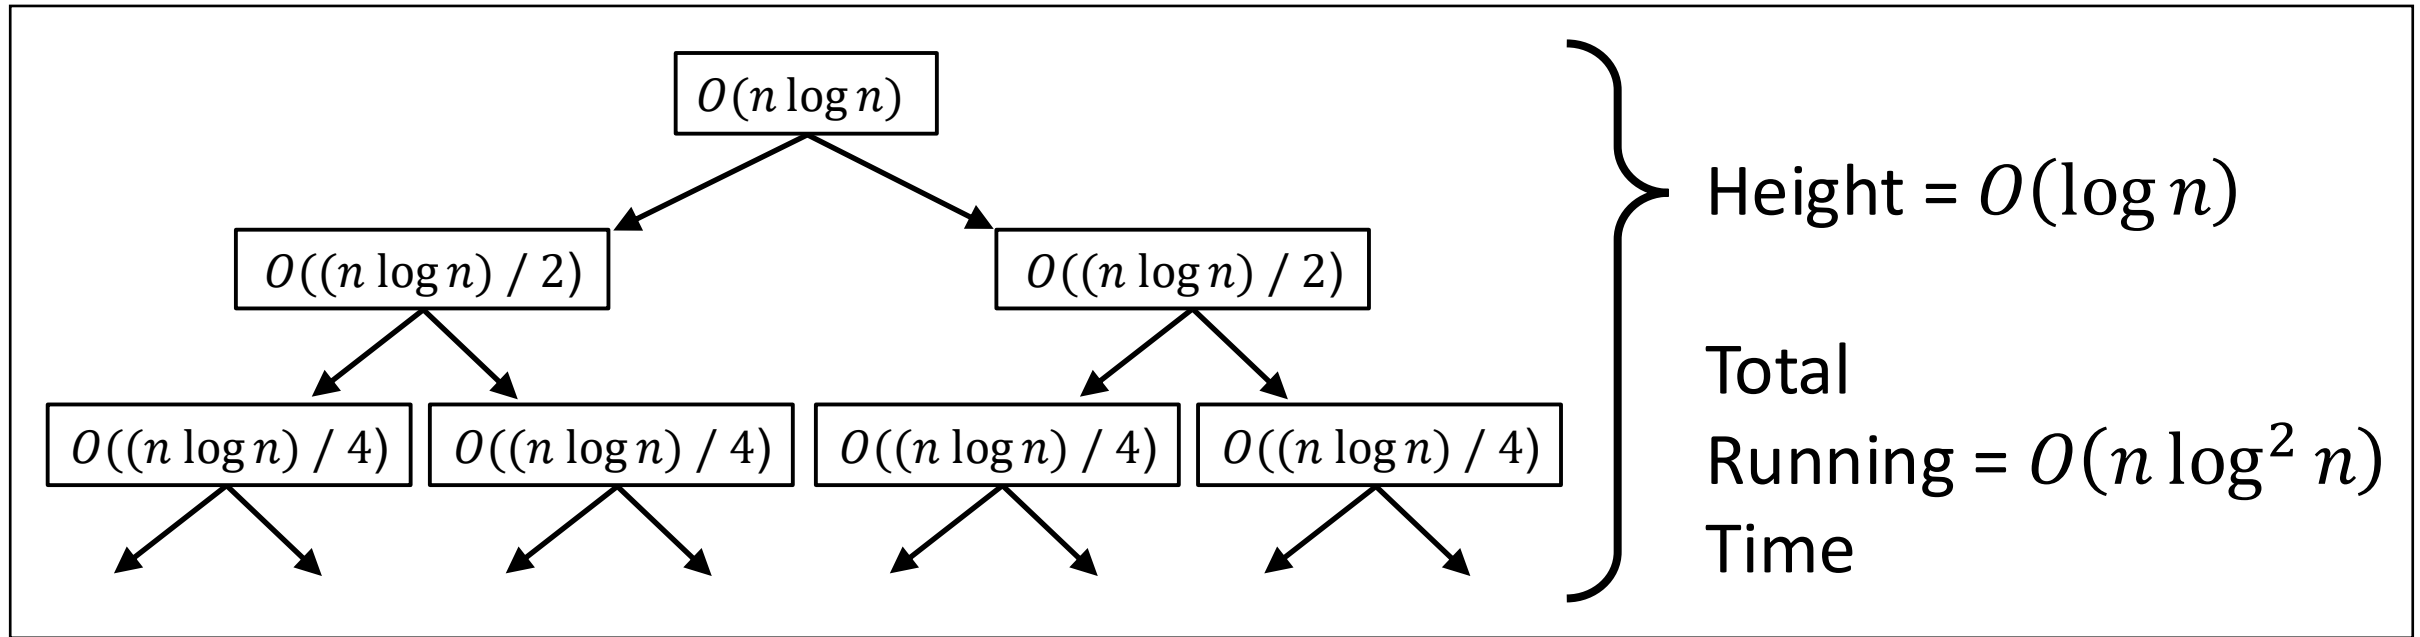 O(n log n)
O((n log n) / 2)
O((n log n) / 2)
O((n log n) / 4)
O((n log n) / 4)
O((n log n) / 4)
O((n log n) / 4)
Height = O(log n)
Total
Running = O(n log² n)
Time